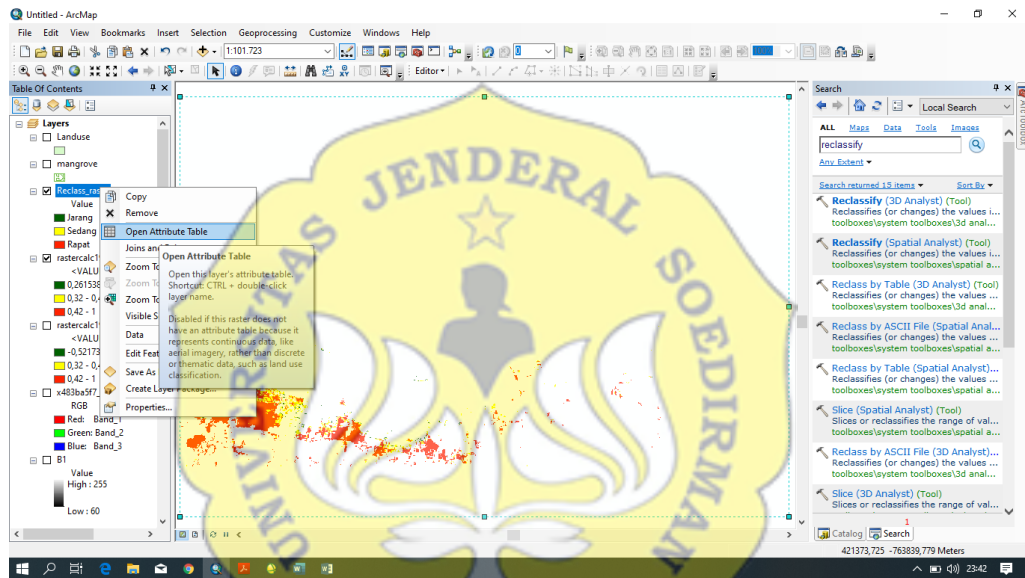 Untitled - ArcMap
File Edit View Bookmarks Insert Selection Geoprocessing Customize Windows Help
1:101.723
Editor
Table Of Contents
Layers
Landuse
mangrove
Reclass_ras
Value
Jarang
Sedang
Rapat
rastercalc1
<VALU
0,261538
0,32 - 0,4
0,42 - 1
rastercalc1
<VALU
-0,52173
0,32 - 0,
0,42 - 1
x483ba5f7_
RGB
Red: Band_1
Green: Band_2
Blue: Band_3
B1
Value
High : 255
Low : 60
Copy
Remove
Open Attribute Table
Joins and
Zoom To
Zoom To
Zoom To
Visible S
Data
Edit Feat
Save As
Create Layer Package...
Properties...
Open Attribute Table
Open this layer's attribute table.
Shortcut: CTRL + double-click
layer name.
Disabled if this raster does not
have an attribute table because it
represents continuous data, like
aerial imagery, rather than discrete
or thematic data, such as land use
classification.
UNIVERSITAS JENDERAL SOEDIRMAN
Search
Local Search
ALL Maps Data Tools Images
reclassify
Any Extent
Search returned 15 items Sort By
Reclassify (3D Analyst) (Tool)
Reclassifies (or changes) the values i...
toolboxes\system toolboxes\3d anal...
Reclassify (Spatial Analyst) (Tool)
Reclassifies (or changes) the values i...
toolboxes\system toolboxes\spatial a...
Reclass by Table (3D Analyst) (Tool)
Reclassifies (or changes) the values ...
toolboxes\system toolboxes\3d anal...
Reclass by ASCII File (Spatial Anal...
Reclassifies (or changes) the values ...
toolboxes\system toolboxes\spatial a...
Reclass by Table (Spatial Analyst)...
Reclassifies (or changes) the values ...
toolboxes\system toolboxes\spatial a...
Slice (Spatial Analyst) (Tool)
Slices or reclassifies the range of val...
toolboxes\system toolboxes\spatial a...
Reclass by ASCII File (3D Analyst)...
Reclassifies (or changes) the values ...
toolboxes\system toolboxes\3d anal...
Slice (3D Analyst) (Tool)
Slices or reclassifies the range of val...
1
Catalog Search
ArcToolbox
421373,725 -763839,779 Meters
23:42